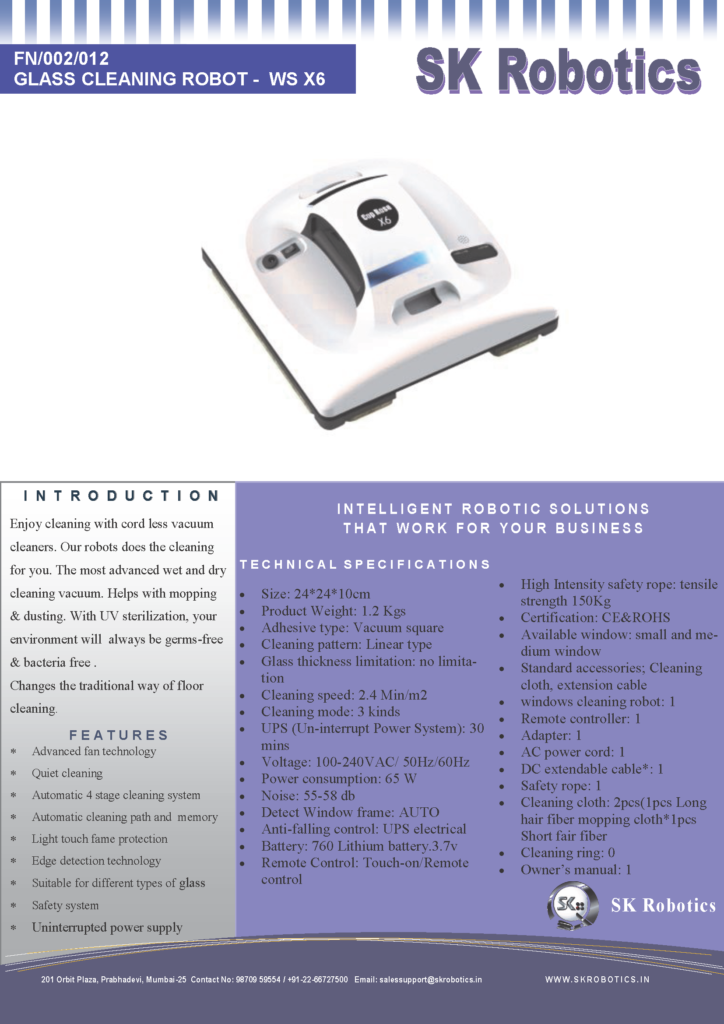 FN/002/012
GLASS CLEANING ROBOT - WS X6
SK Robotics
Cop Rose
X6
INTRODUCTION
Enjoy cleaning with cord less vacuum
cleaners. Our robots does the cleaning
for you. The most advanced wet and dry
cleaning vacuum. Helps with mopping
& dusting. With UV sterilization, your
environment will always be germs-free
& bacteria free .
Changes the traditional way of floor
cleaning.
FEATURES
* Advanced fan technology
* Quiet cleaning
* Automatic 4 stage cleaning system
* Automatic cleaning path and memory
* Light touch fame protection
* Edge detection technology
* Suitable for different types of glass
* Safety system
* Uninterrupted power supply
INTELLIGENT ROBOTIC SOLUTIONS
THAT WORK FOR YOUR BUSINESS
TECHNICAL SPECIFICATIONS
• Size: 24*24*10cm
• Product Weight: 1.2 Kgs
• Adhesive type: Vacuum square
• Cleaning pattern: Linear type
• Glass thickness limitation: no limita-
tion
• Cleaning speed: 2.4 Min/m2
• Cleaning mode: 3 kinds
• UPS (Un-interrupt Power System): 30
mins
• Voltage: 100-240VAC/ 50Hz/60Hz
• Power consumption: 65 W
• Noise: 55-58 db
• Detect Window frame: AUTO
• Anti-falling control: UPS electrical
• Battery: 760 Lithium battery.3.7v
• Remote Control: Touch-on/Remote
control
• High Intensity safety rope: tensile
strength 150Kg
• Certification: CE&ROHS
• Available window: small and me-
dium window
• Standard accessories; Cleaning
cloth, extension cable
• windows cleaning robot: 1
• Remote controller: 1
• Adapter: 1
• AC power cord: 1
• DC extendable cable*: 1
• Safety rope: 1
• Cleaning cloth: 2pcs(1pcs Long
hair fiber mopping cloth*1pcs
Short fair fiber
• Cleaning ring: 0
• Owner's manual: 1
SK
SK Robotics
201 Orbit Plaza, Prabhadevi, Mumbai-25 Contact No: 98709 59554 / +91-22-66727500 Email: salessupport@skrobotics.in
WWW.SKROBOTICS.IN